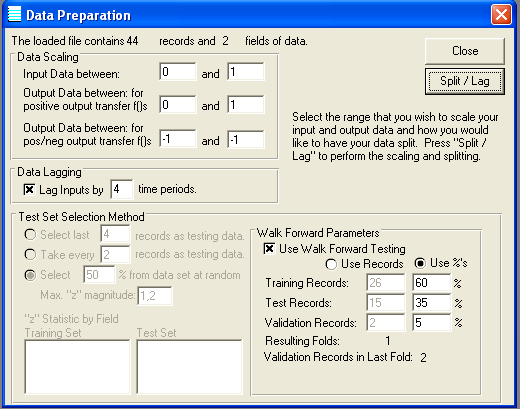 Data Preparation
The loaded file contains 44 records and 2 fields of data.
Close
Data Scaling
Input Data between: 0 and 1
Split / Lag
Output Data between: for
positive output transfer f()s 0 and 1
Output Data between: for
pos/neg output transfer f()s -1 and -1
Select the range that you wish to scale your
input and output data and how you would
like to have your data split. Press "Split /
Lag" to perform the scaling and splitting.
Data Lagging
Lag Inputs by 4 time periods.
Test Set Selection Method
Select last 4 records as testing data.
Take every 2 records as testing data.
Select 50 % from data set at random
Max. "z" magnitude: 1,2
"z" Statistic by Field
Training Set Test Set
Walk Forward Parameters
Use Walk Forward Testing
Use Records Use %'s
Training Records: 26 60 %
Test Records: 15 35 %
Validation Records: 2 5 %
Resulting Folds: 1
Validation Records in Last Fold: 2